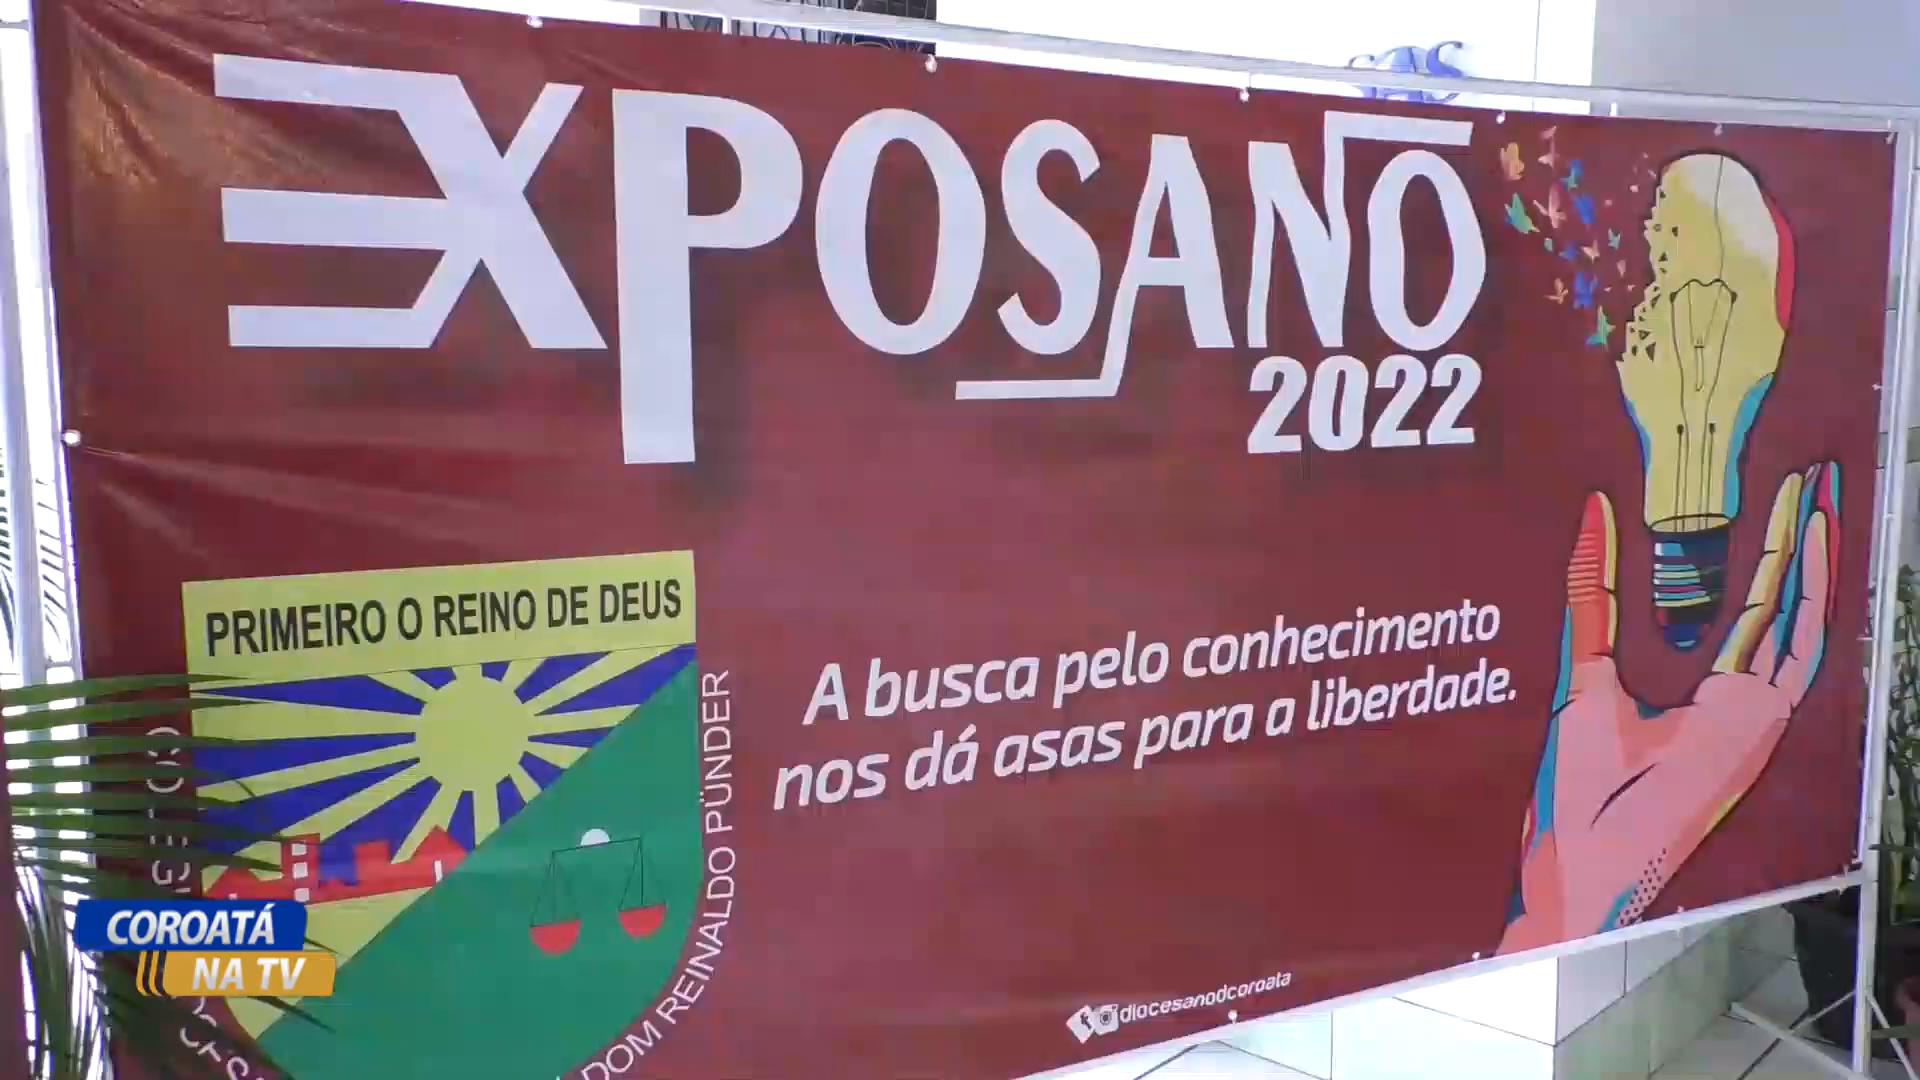 EXPOSANO
2022
PRIMEIRO O REINO DE DEUS
A busca pelo conhecimento
nos dá asas para a liberdade.
DOM REINALDO PÜNDER
diocesanodcoroata
COROATÁ
NA TV